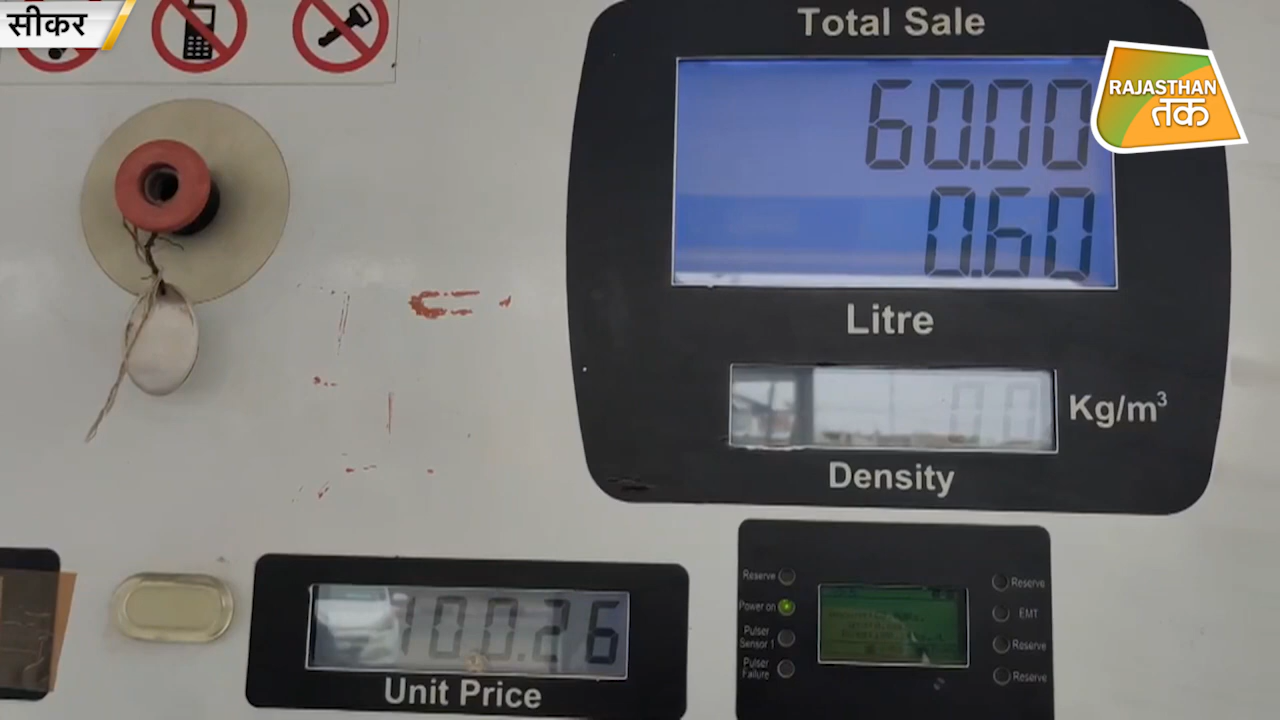 सीकर
Total Sale
RAJASTHAN
तक
60.00
0.60
Litre
0.0
Kg/m³
Density
100.26
Unit Price
Reserve
Power on
Pulser
Sensor 1
Pulser
Failure
Reserve
EMT
Reserve
Reserve